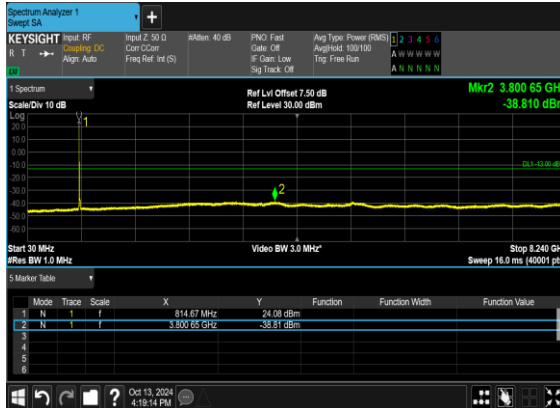 Spectrum Analyzer 1
Swept SA
+
KEYSIGHT Input: RF Input Z: 50 Ω #Atten: 40 dB PNO: Fast Avg Type: Power (RMS) 1 2 3 4 5 6
R T Coupling: DC Corr CCorr Gate: Off Avg|Hold: 100/100 A W W W W W
Align: Auto Freq Ref: Int (S) IF Gain: Low Trig: Free Run
Sig Track: Off A N N N N N
LXI
1 Spectrum Ref Lvl Offset 7.50 dB Mkr2 3.800 65 GH
Scale/Div 10 dB Ref Level 30.00 dBm -38.810 dBr
Log
1
20.0
10.0
0.00
-10.0
DL1 -13.00 dB
-20.0
-30.0
2
-40.0
-50.0
-60.0
Start 30 MHz Video BW 3.0 MHz* Stop 8.240 GH
#Res BW 1.0 MHz Sweep 16.0 ms (40001 pt
5 Marker Table
Mode Trace Scale X Y Function Function Width Function Value
1 N 1 f 814.67 MHz 24.08 dBm
2 N 1 f 3.800 65 GHz -38.81 dBm
3
4
5
6
? Oct 13, 2024
4:19:14 PM